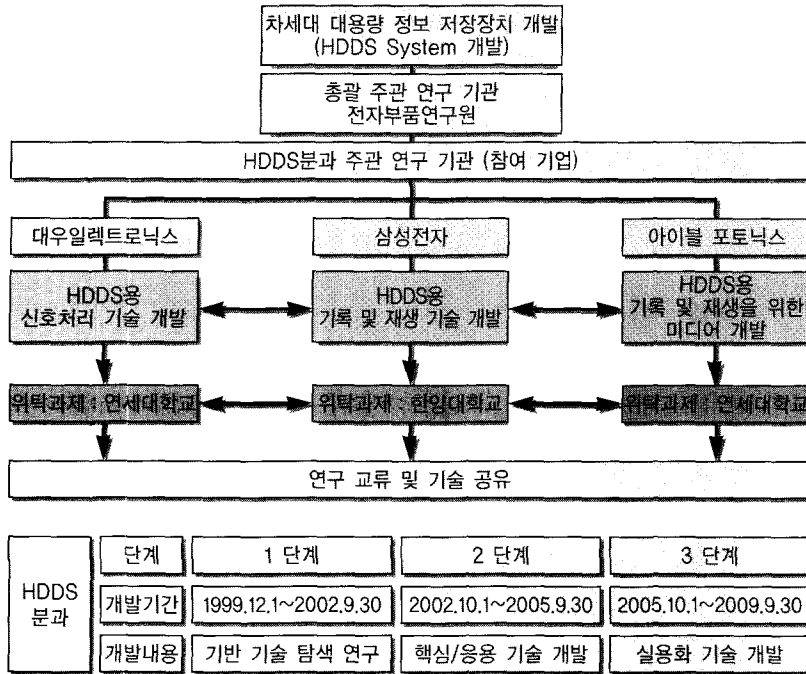 차세대 대용량 정보 저장장치 개발
(HDDS System 개발)
총괄 주관 연구 기관
전자부품연구원
HDDS분과 주관 연구 기관 (참여 기업)
대우일렉트로닉스
삼성전자
아이블 포토닉스
HDDS용
신호처리 기술 개발
HDDS용
기록 및 재생 기술 개발
HDDS용
기록 및 재생을 위한
미디어 개발
위탁과제 : 연세대학교
위탁과제 : 한양대학교
위탁과제 : 연세대학교
연구 교류 및 기술 공유
HDDS
분과
단계
1 단계
2 단계
3 단계
개발기간
1999.12.1~2002.9.30
2002.10.1~2005.9.30
2005.10.1~2009.9.30
개발내용
기반 기술 탐색 연구
핵심/응용 기술 개발
실용화 기술 개발